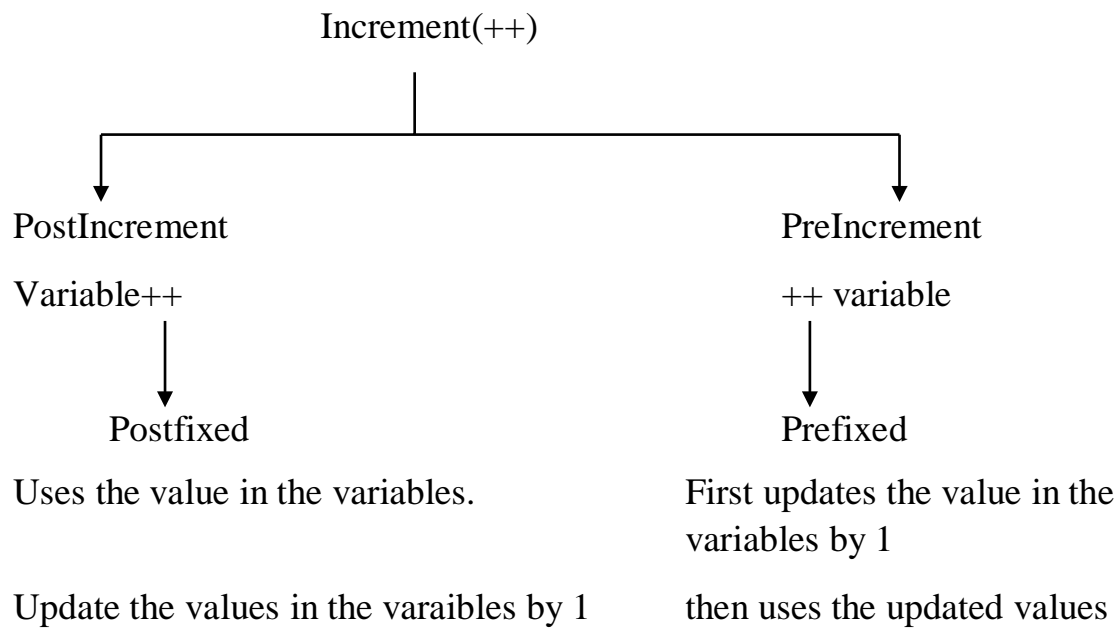 Increment(++)
PostIncrement
PreIncrement
Variable++
++ variable
Postfixed
Prefixed
Uses the value in the variables.
First updates the value in the
variables by 1
Update the values in the varaibles by 1
then uses the updated values